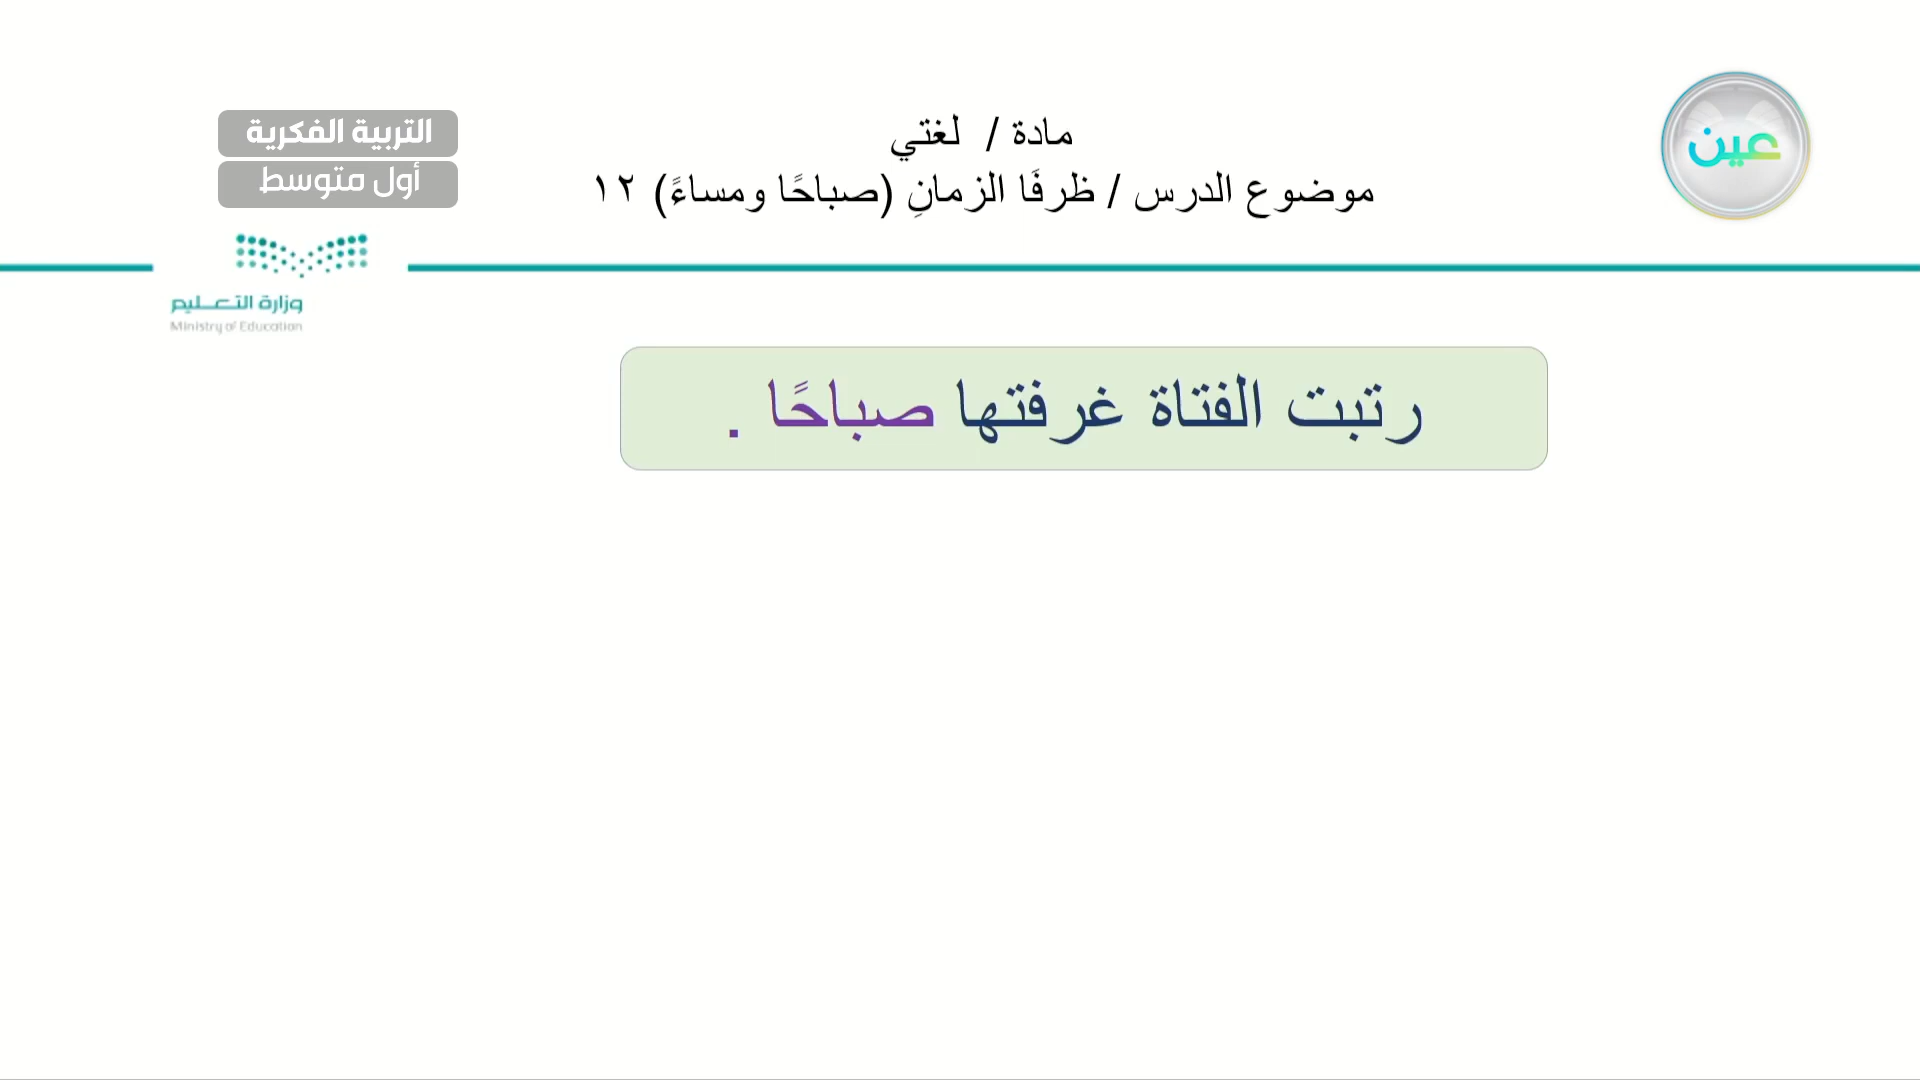 عين
مادة / لغتي
موضوع الدرس / ظرفَا الزمانِ (صباحًا ومساءً) ١٢
التربية الفكرية
أول متوسط
وزارة التعليم
Ministry of Education
رتبت الفتاة غرفتها صباحًا .